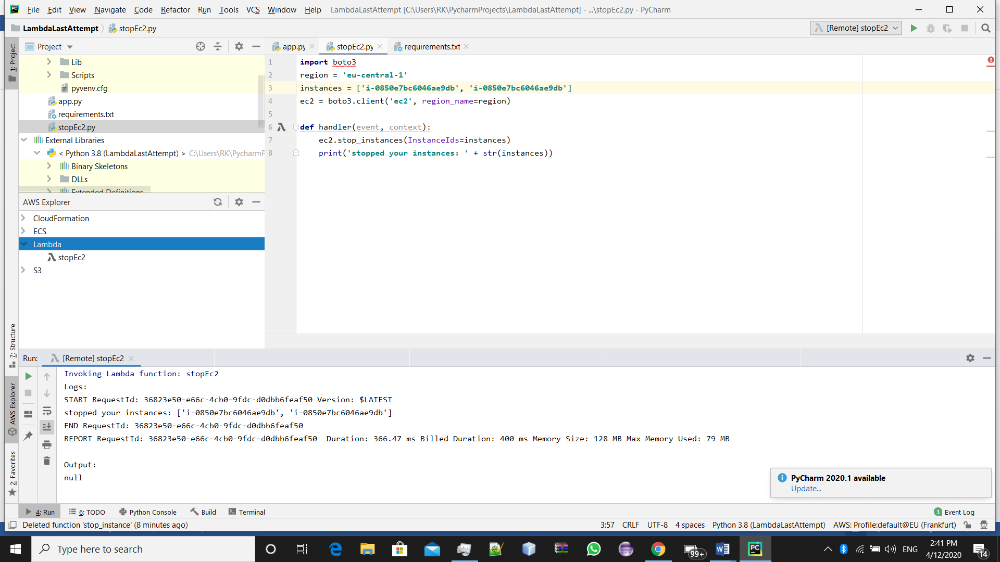 File Edit View Navigate Code Refactor Run Tools VCS Window Help LambdaLastAttempt [C:\Users\RK\PycharmProjects\LambdaLastAttempt] - ...\stopEc2.py - PyCharm
LambdaLastAttempt stopEc2.py [Remote] stopEc2
1: Project
Project
Lib
Scripts
pyvenv.cfg
app.py
requirements.txt
stopEc2.py
External Libraries
< Python 3.8 (LambdaLastAttempt) > C:\Users\RK\PycharmP
Binary Skeletons
DLLs
Extended Definitions
AWS Explorer
CloudFormation
ECS
Lambda
stopEc2
S3
app.py stopEc2.py requirements.txt
1 import boto3
2 region = 'eu-central-1'
3 instances = ['i-0850e7bc6046ae9db', 'i-0850e7bc6046ae9db']
4 ec2 = boto3.client('ec2', region_name=region)
5
6 def handler(event, context):
7 ec2.stop_instances(InstanceIds=instances)
8 print('stopped your instances: ' + str(instances))
7: Structure
AWS Explorer
2: Favorites
Run: [Remote] stopEc2
Invoking Lambda function: stopEc2
Logs:
START RequestId: 36823e50-e66c-4cb0-9fdc-d0dbb6feaf50 Version: $LATEST
stopped your instances: ['i-0850e7bc6046ae9db', 'i-0850e7bc6046ae9db']
END RequestId: 36823e50-e66c-4cb0-9fdc-d0dbb6feaf50
REPORT RequestId: 36823e50-e66c-4cb0-9fdc-d0dbb6feaf50 Duration: 366.47 ms Billed Duration: 400 ms Memory Size: 128 MB Max Memory Used: 79 MB
Output:
null
PyCharm 2020.1 available
Update...
4: Run 6: TODO Python Console Build Terminal 3 Event Log
Deleted function 'stop_instance' (8 minutes ago) 3:57 CRLF UTF-8 4 spaces Python 3.8 (LambdaLastAttempt) AWS: Profile:default@EU (Frankfurt)
Type here to search 99+ ENG 2:41 PM
4/12/2020 14